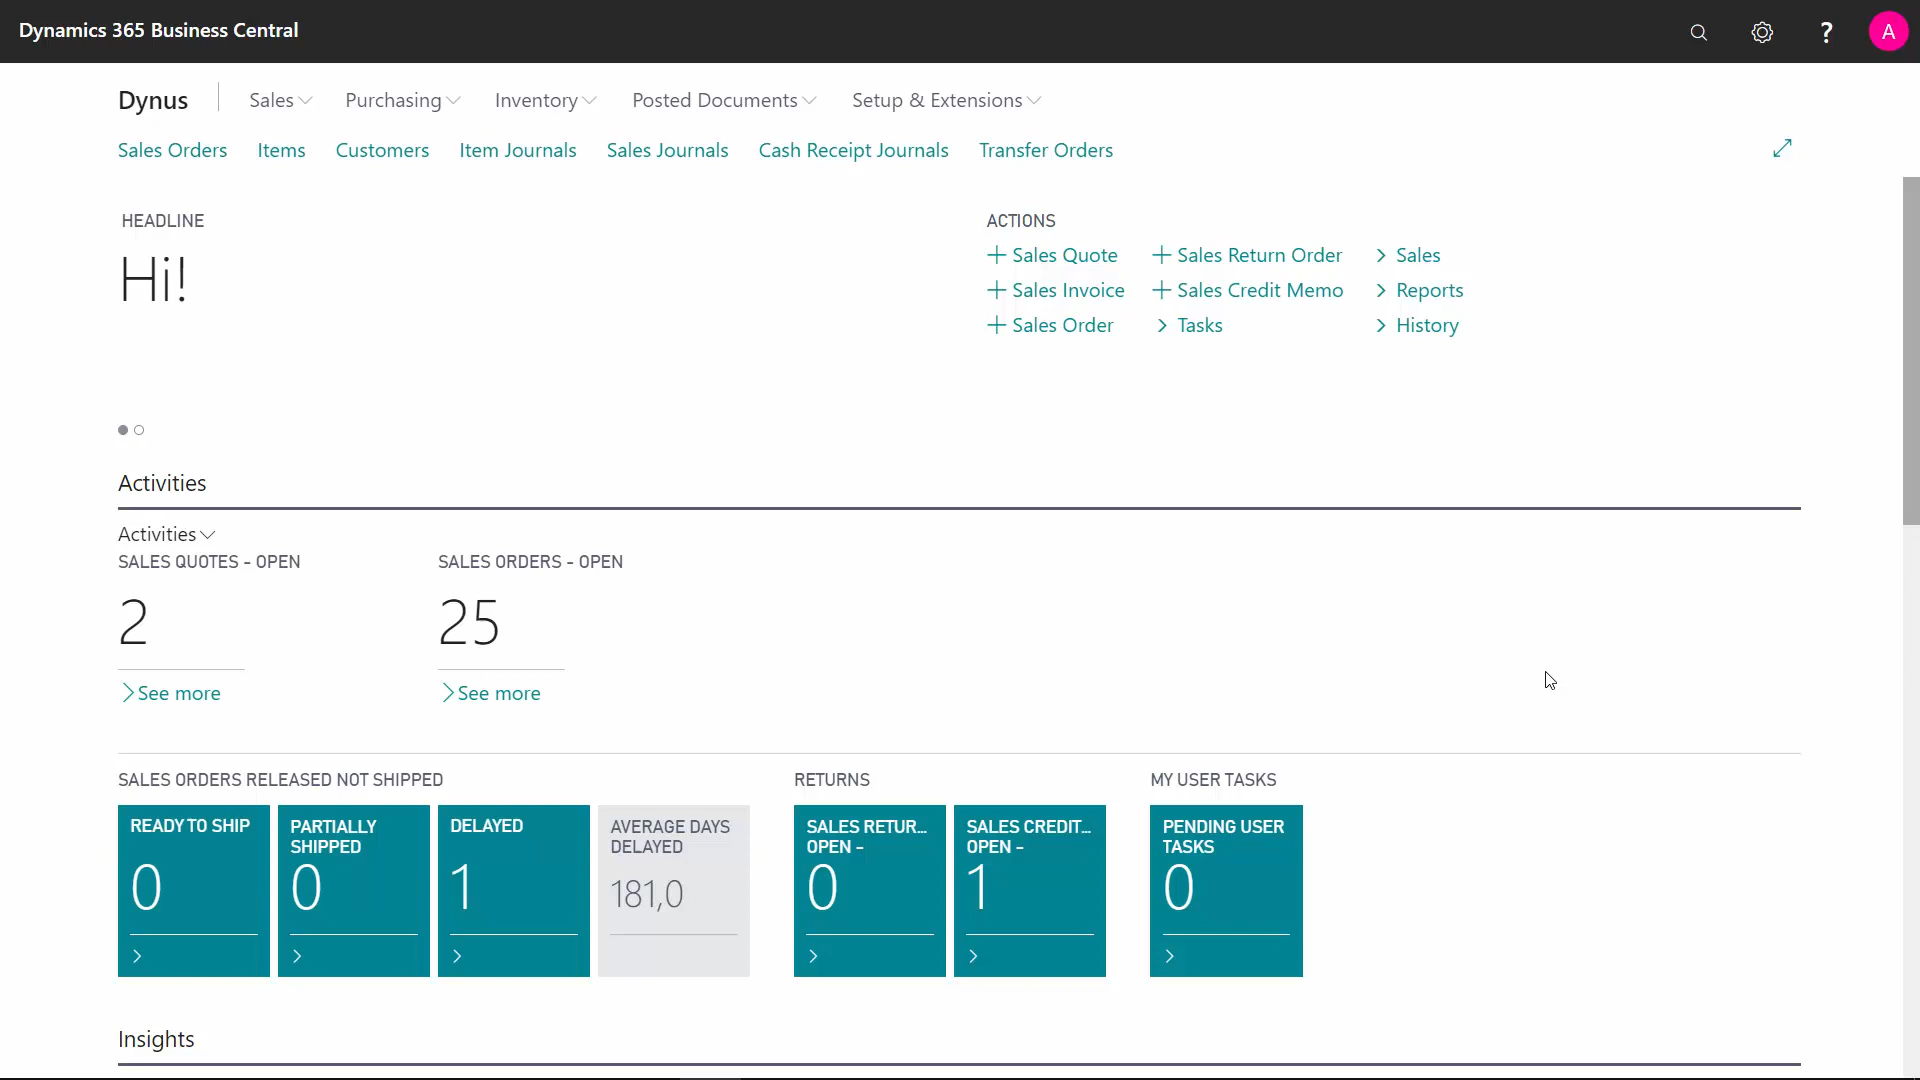 Dynamics 365 Business Central
?
A
Dynus
Sales
Purchasing
Inventory
Posted Documents
Setup & Extensions
Sales Orders
Items
Customers
Item Journals
Sales Journals
Cash Receipt Journals
Transfer Orders
HEADLINE
Hi!
ACTIONS
+ Sales Quote
+ Sales Return Order
> Sales
+ Sales Invoice
+ Sales Credit Memo
> Reports
+ Sales Order
> Tasks
> History
Activities
Activities
SALES QUOTES - OPEN
2
> See more
SALES ORDERS - OPEN
25
> See more
SALES ORDERS RELEASED NOT SHIPPED
READY TO SHIP
0
PARTIALLY
SHIPPED
0
DELAYED
1
AVERAGE DAYS
DELAYED
181,0
RETURNS
SALES RETUR...
OPEN -
0
SALES CREDIT...
OPEN -
1
MY USER TASKS
PENDING USER
TASKS
0
Insights